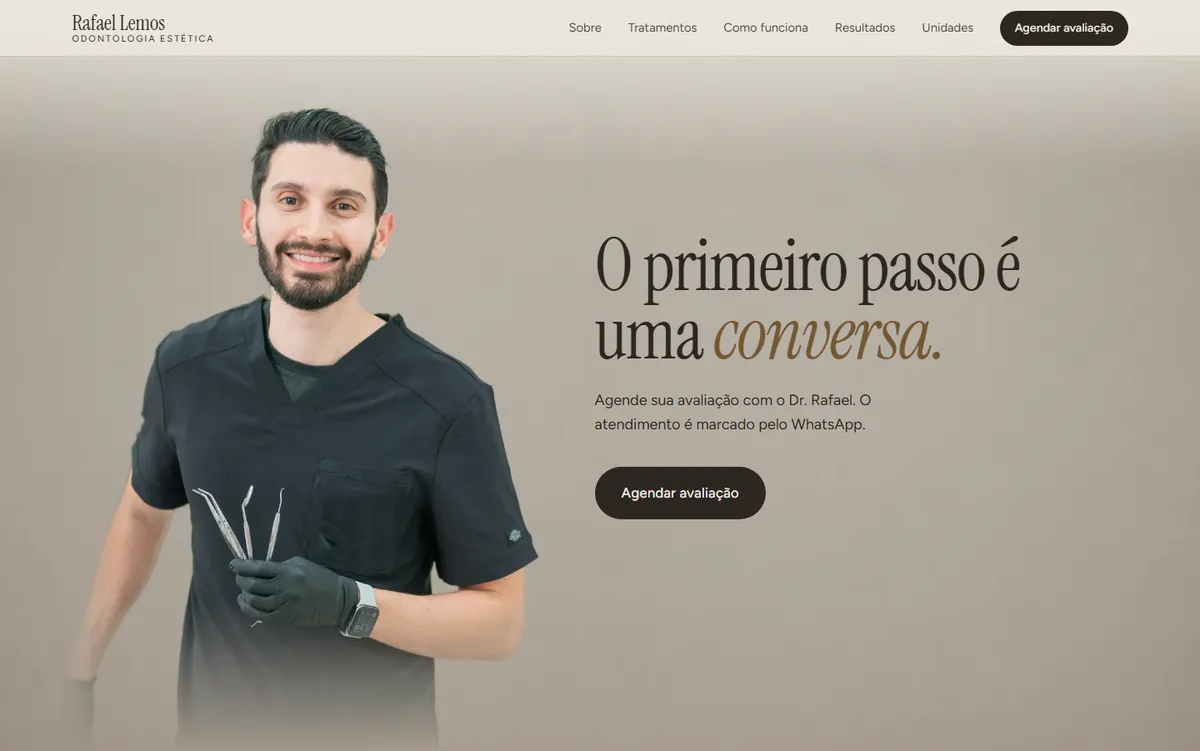 Rafael Lemos
ODONTOLOGIA ESTÉTICA
Sobre
Tratamentos
Como funciona
Resultados
Unidades
Agendar avaliação
O primeiro passo é
uma conversa.
Agende sua avaliação com o Dr. Rafael. O
atendimento é marcado pelo WhatsApp.
Agendar avaliação